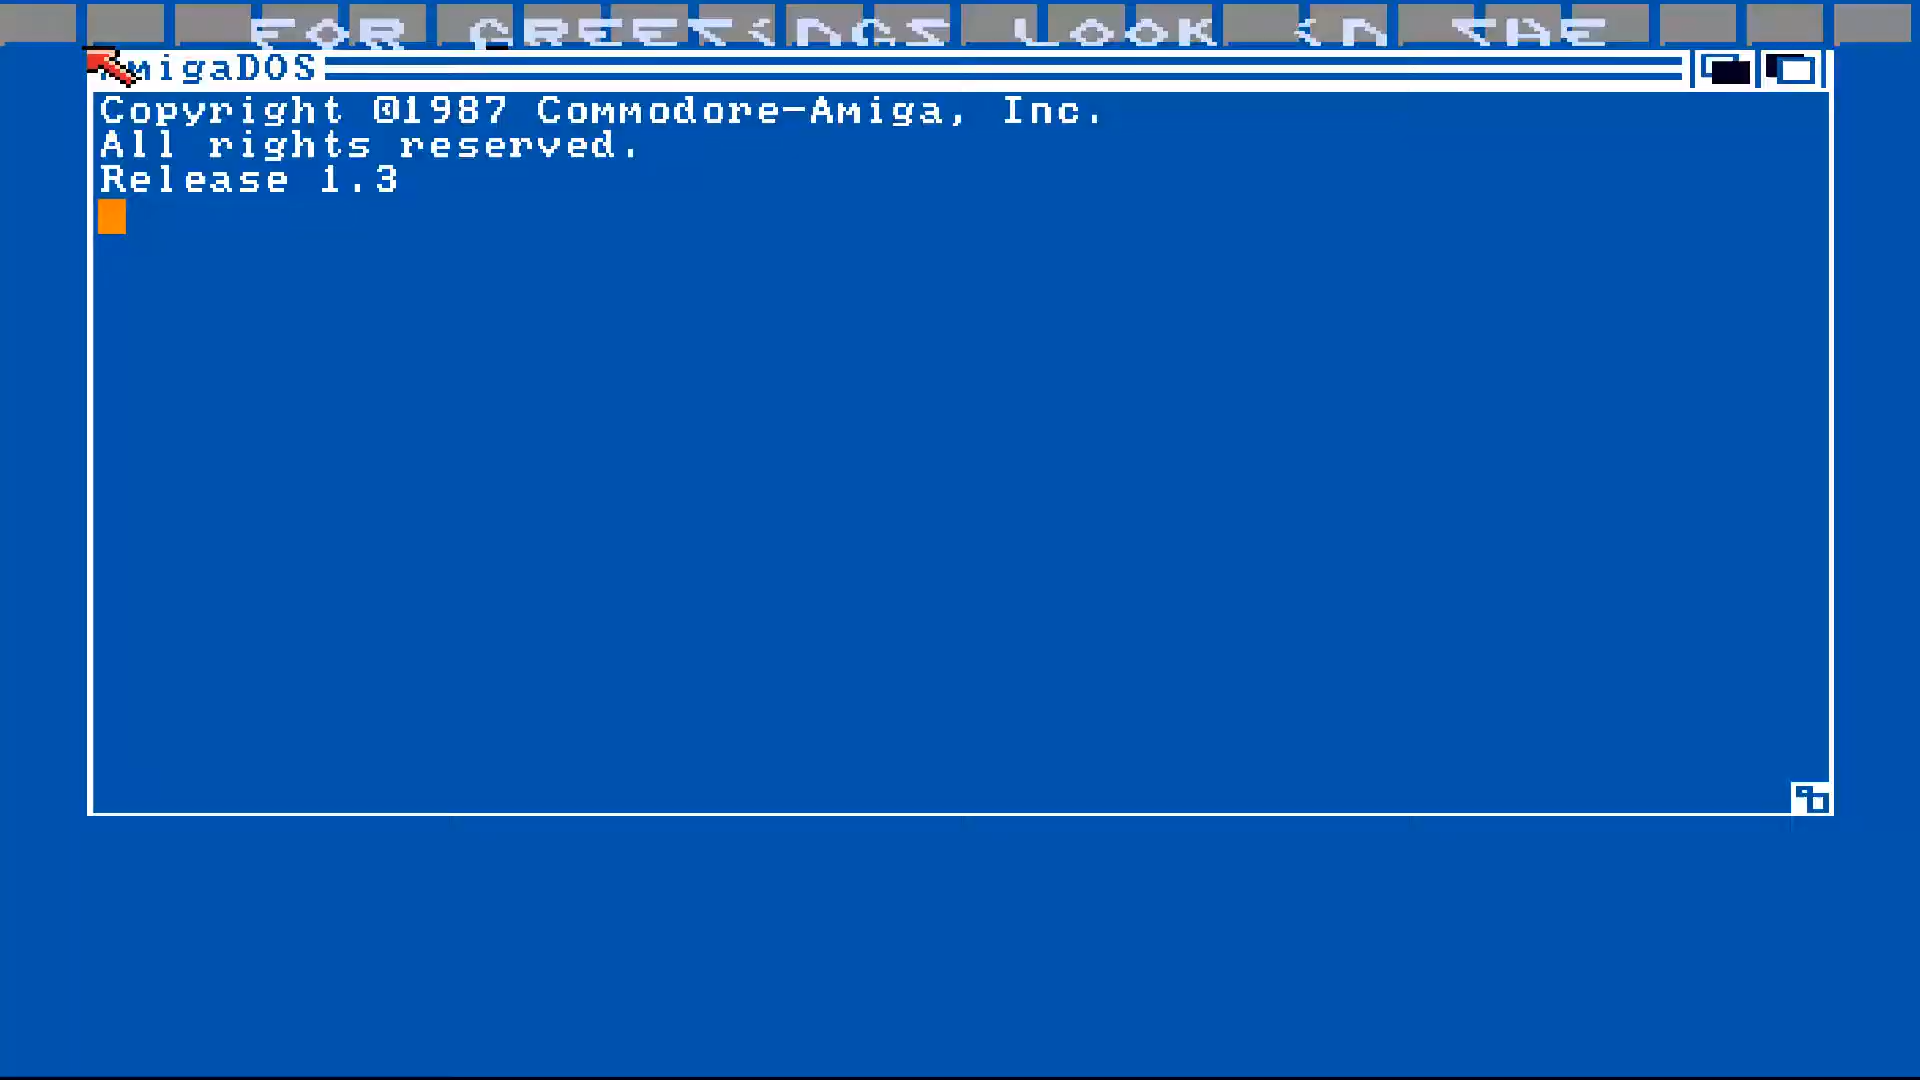 FOR GREETINGS LOOK IN THE
AmigaDOS
Copyright ©1987 Commodore-Amiga, Inc.
All rights reserved.
Release 1.3